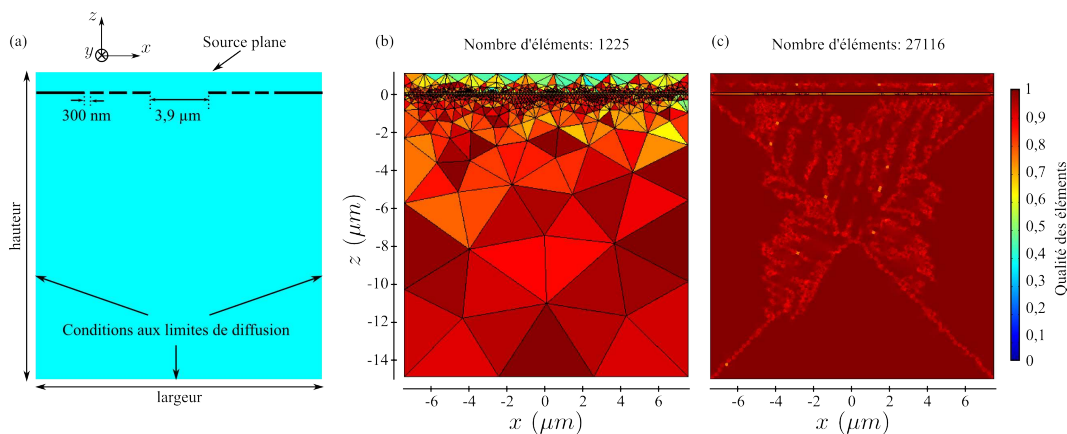 (a)
z
y
x
Source plane
300 nm
3,9 µm
hauteur
Conditions aux limites de diffusion
largeur
(b)
Nombre d'éléments: 1225
z (µm)
0
-2
-4
-6
-8
-10
-12
-14
-6 -4 -2 0 2 4 6
x (µm)
(c)
Nombre d'éléments: 27116
-6 -4 -2 0 2 4 6
x (µm)
1
0,9
0,8
0,7
0,6
0,5
0,4
0,3
0,2
0,1
0
Qualité des éléments